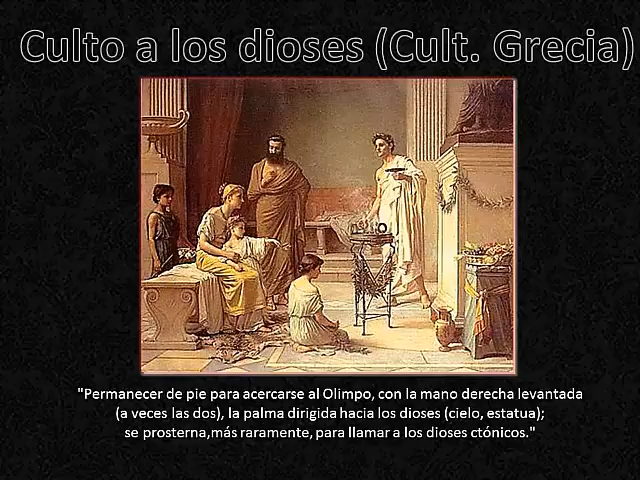 Culto a los dioses (Cult. Grecia)
"Permanecer de pie para acercarse al Olimpo, con la mano derecha levantada
(a veces las dos), la palma dirigida hacia los dioses (cielo, estatua);
se prosterna,más raramente, para llamar a los dioses ctónicos."